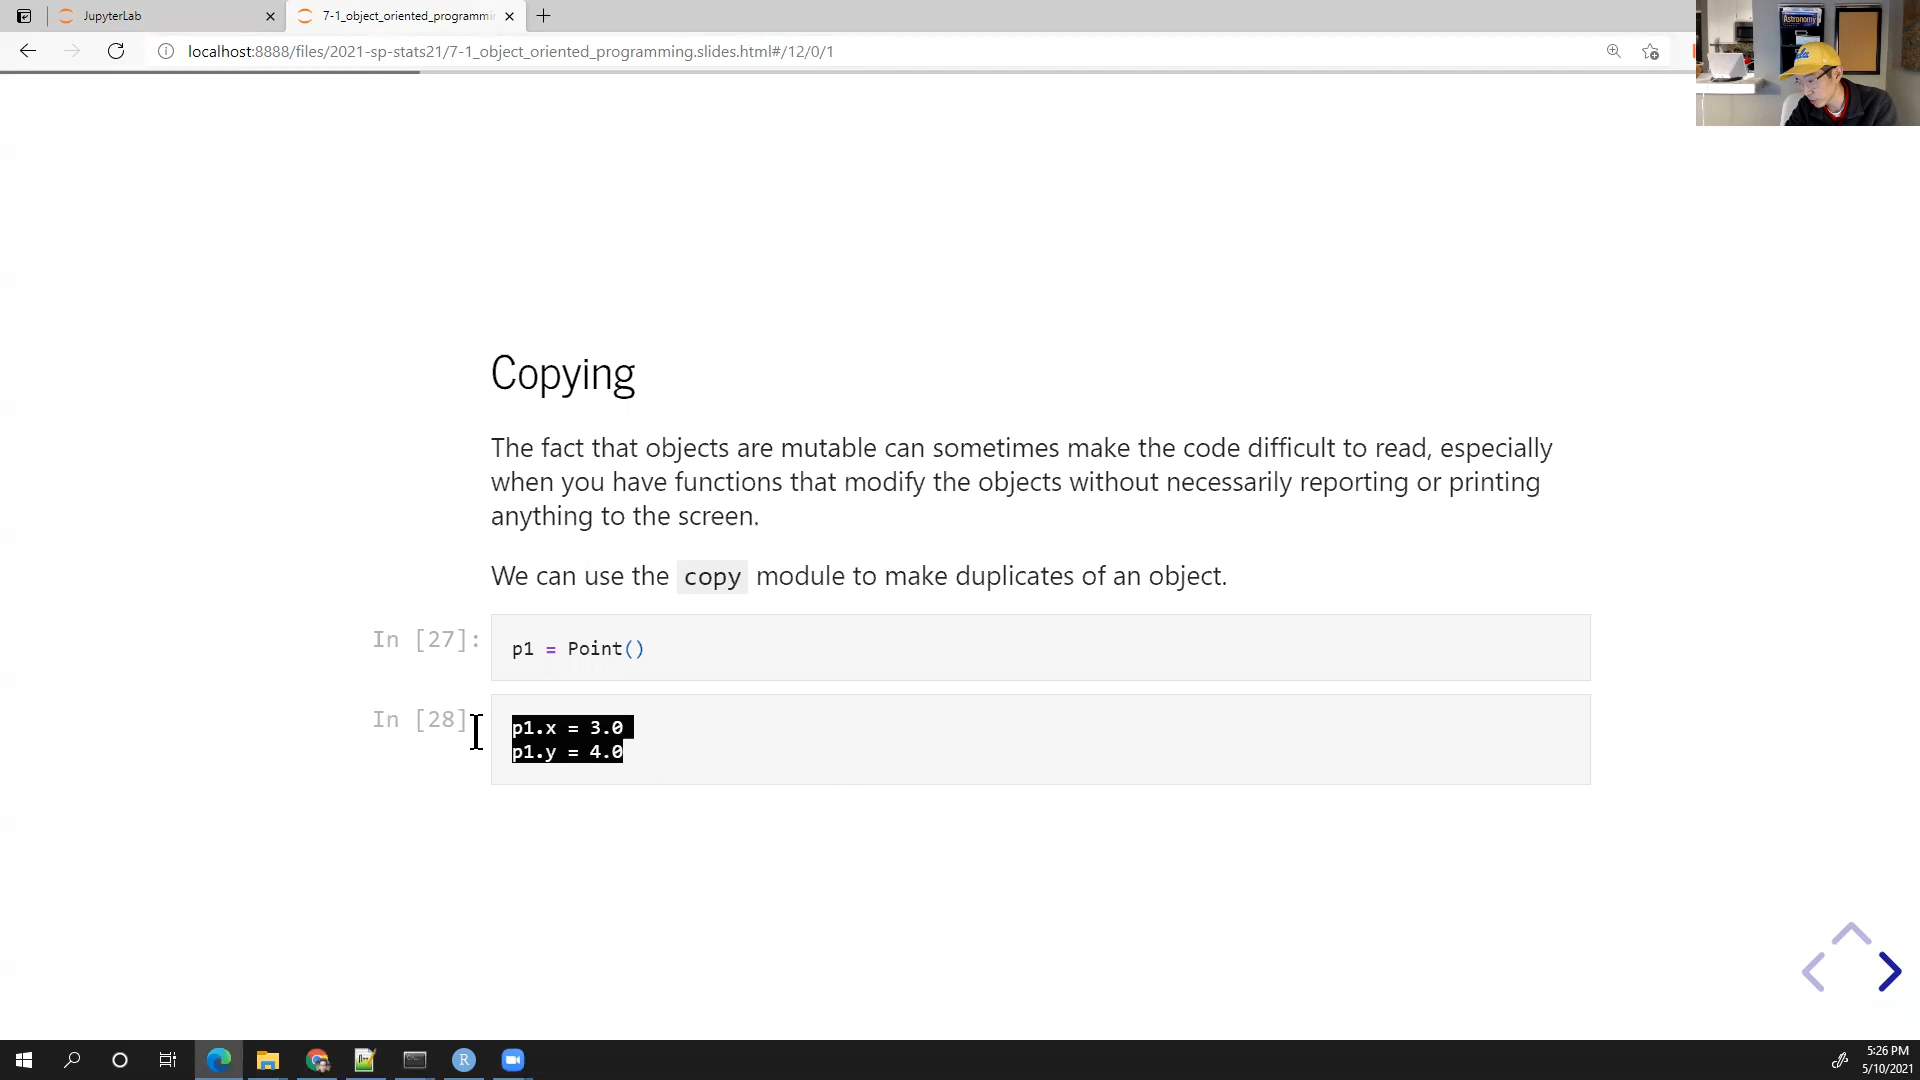 JupyterLab
7-1_object_oriented_programmin
localhost:8888/files/2021-sp-stats21/7-1_object_oriented_programming.slides.html#/12/0/1
Astronomy
Copying
The fact that objects are mutable can sometimes make the code difficult to read, especially
when you have functions that modify the objects without necessarily reporting or printing
anything to the screen.
We can use the copy module to make duplicates of an object.
In [27]:
p1 = Point()
In [28]
p1.x = 3.0
p1.y = 4.0
R
5:26 PM
5/10/2021